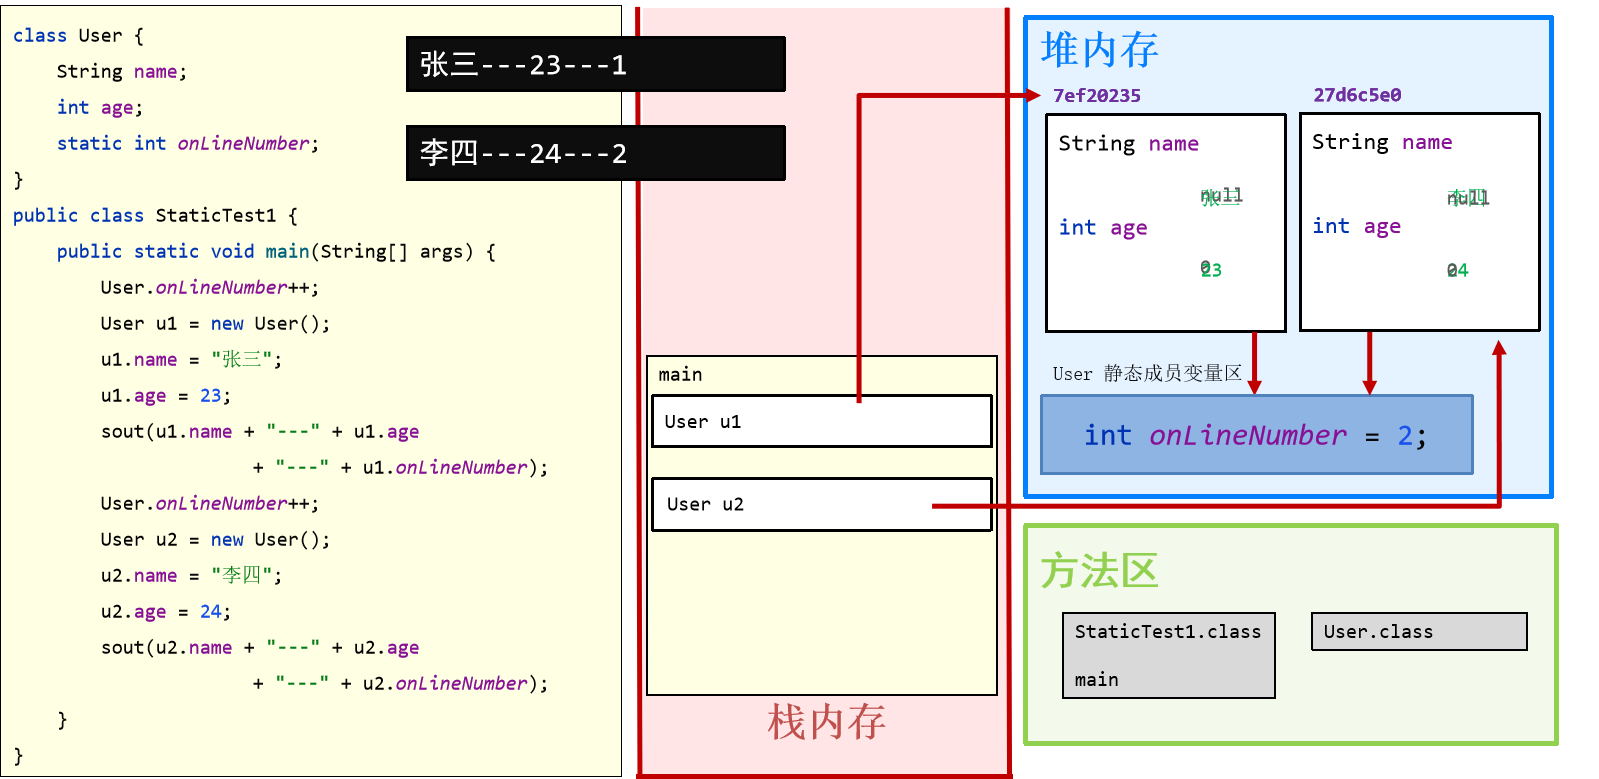 class User {
String name;
int age;
static int onLineNumber;
}
public class StaticTest1 {
public static void main(String[] args) {
User.onLineNumber++;
User u1 = new User();
u1.name = "张三";
u1.age = 23;
sout(u1.name + "---" + u1.age
+ "---" + u1.onLineNumber);
User.onLineNumber++;
User u2 = new User();
u2.name = "李四";
u2.age = 24;
sout(u2.name + "---" + u2.age
+ "---" + u2.onLineNumber);
}
}
张三---23---1
李四---24---2
main
User u1
User u2
栈内存
堆内存
7ef20235
String name
null
张三
int age
0
23
27d6c5e0
String name
null
李四
int age
0
24
User 静态成员变量区
int onLineNumber = 2;
方法区
StaticTest1.class
main
User.class